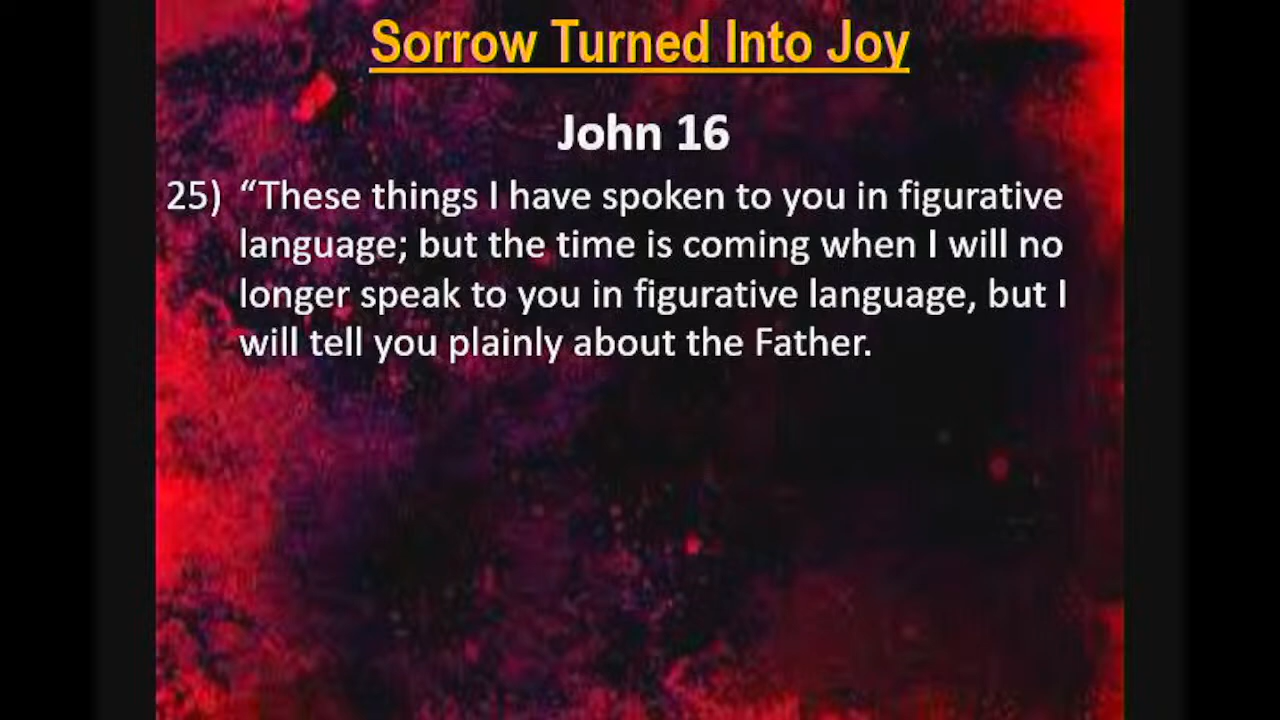 Sorrow Turned Into Joy
John 16
25) “These things I have spoken to you in figurative
language; but the time is coming when I will no
longer speak to you in figurative language, but I
will tell you plainly about the Father.